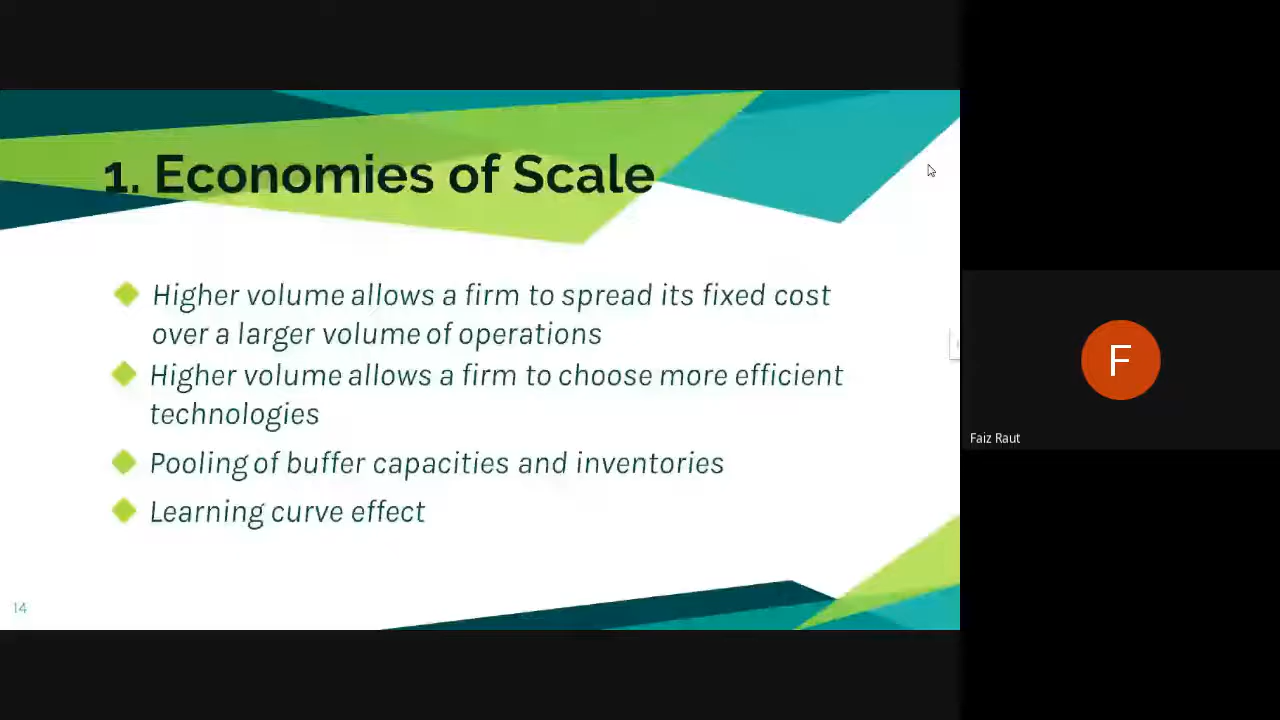 1. Economies of Scale
Higher volume allows a firm to spread its fixed cost
over a larger volume of operations
Higher volume allows a firm to choose more efficient
technologies
Pooling of buffer capacities and inventories
Learning curve effect
14
F
Faiz Raut